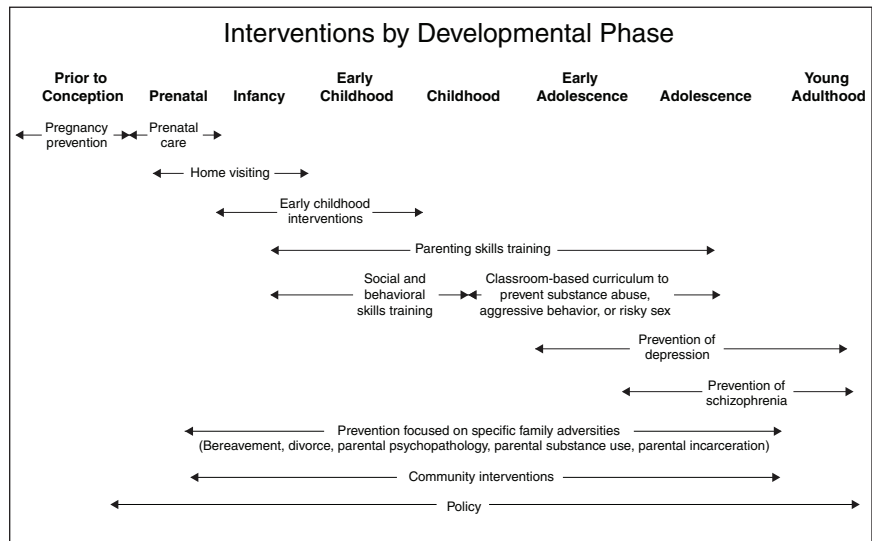 Interventions by Developmental Phase
Prior to
Conception
Prenatal
Infancy
Early
Childhood
Childhood
Early
Adolescence
Adolescence
Young
Adulthood
Pregnancy
prevention
Prenatal
care
Home visiting
Early childhood
interventions
Parenting skills training
Social and
behavioral
skills training
Classroom-based curriculum to
prevent substance abuse,
aggressive behavior, or risky sex
Prevention of
depression
Prevention of
schizophrenia
Prevention focused on specific family adversities
(Bereavement, divorce, parental psychopathology, parental substance use, parental incarceration)
Community interventions
Policy